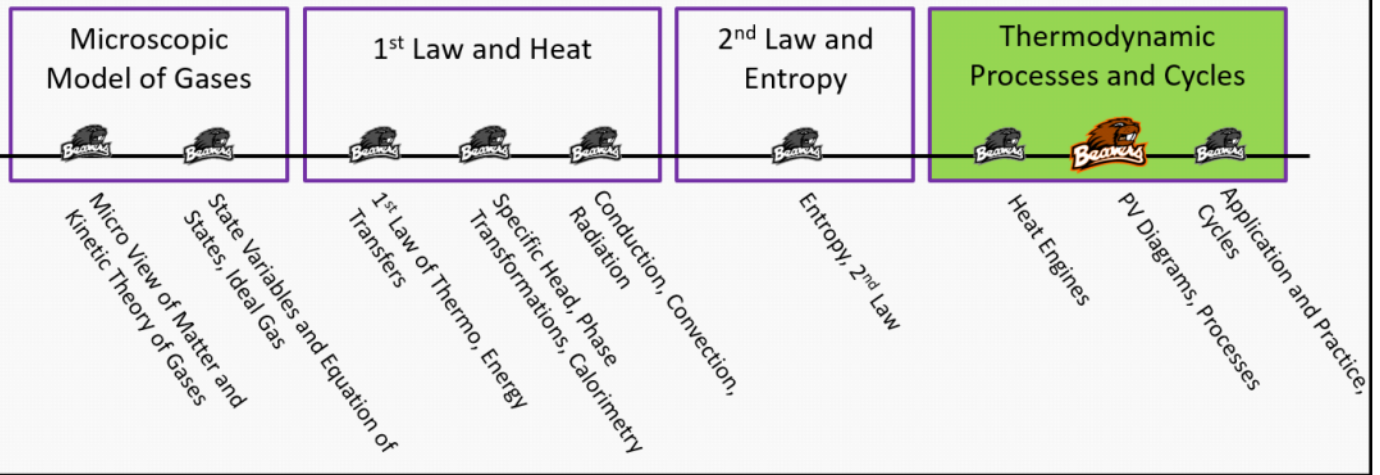 Microscopic
Model of Gases
1st Law and Heat
2nd Law and
Entropy
Thermodynamic
Processes and Cycles
Beavers
Beavers
Beavers
Beavers
Beavers
Beavers
Beavers
Beavers
Beavers
Micro View of Matter and
Kinetic Theory of Gases
State Variables and Equation of
States, Ideal Gas
1st Law of Thermo, Energy
Transfers
Specific Head, Phase
Transformations, Calorimetry
Conduction, Convection,
Radiation
Entropy, 2nd Law
Heat Engines
PV Diagrams, Processes
Application and Practice,
Cycles